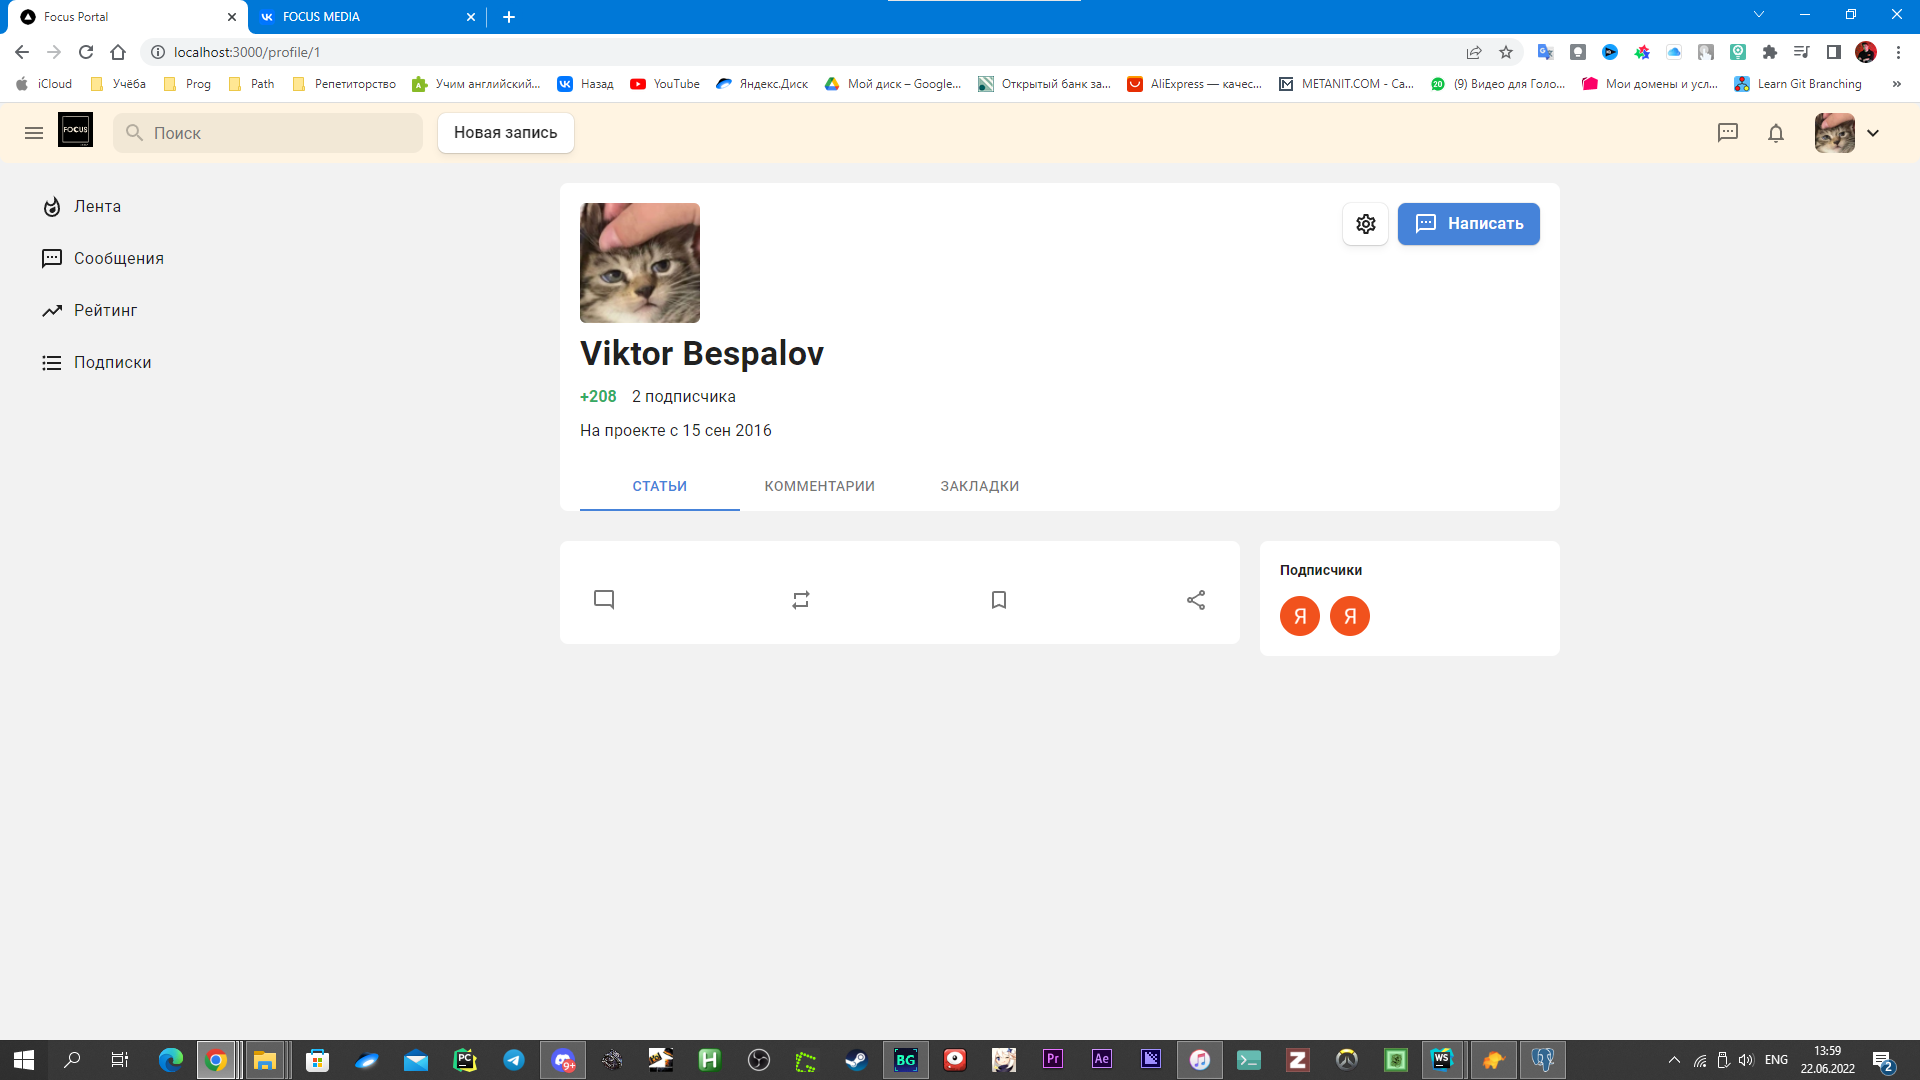 Focus Portal
FOCUS MEDIA
localhost:3000/profile/1
iCloud
Учёба
Prog
Path
Репетиторство
Учим английский...
Назад
YouTube
Яндекс.Диск
Мой диск – Google...
Открытый банк за...
AliExpress — качес...
METANIT.COM - Са...
(9) Видео для Голо...
Мои домены и усл...
Learn Git Branching
FOCUS
Поиск
Новая запись
Лента
Сообщения
Рейтинг
Подписки
Написать
Viktor Bespalov
+208 2 подписчика
На проекте с 15 сен 2016
СТАТЬИ
КОММЕНТАРИИ
ЗАКЛАДКИ
Подписчики
Я Я
ENG
13:59
22.06.2022
2